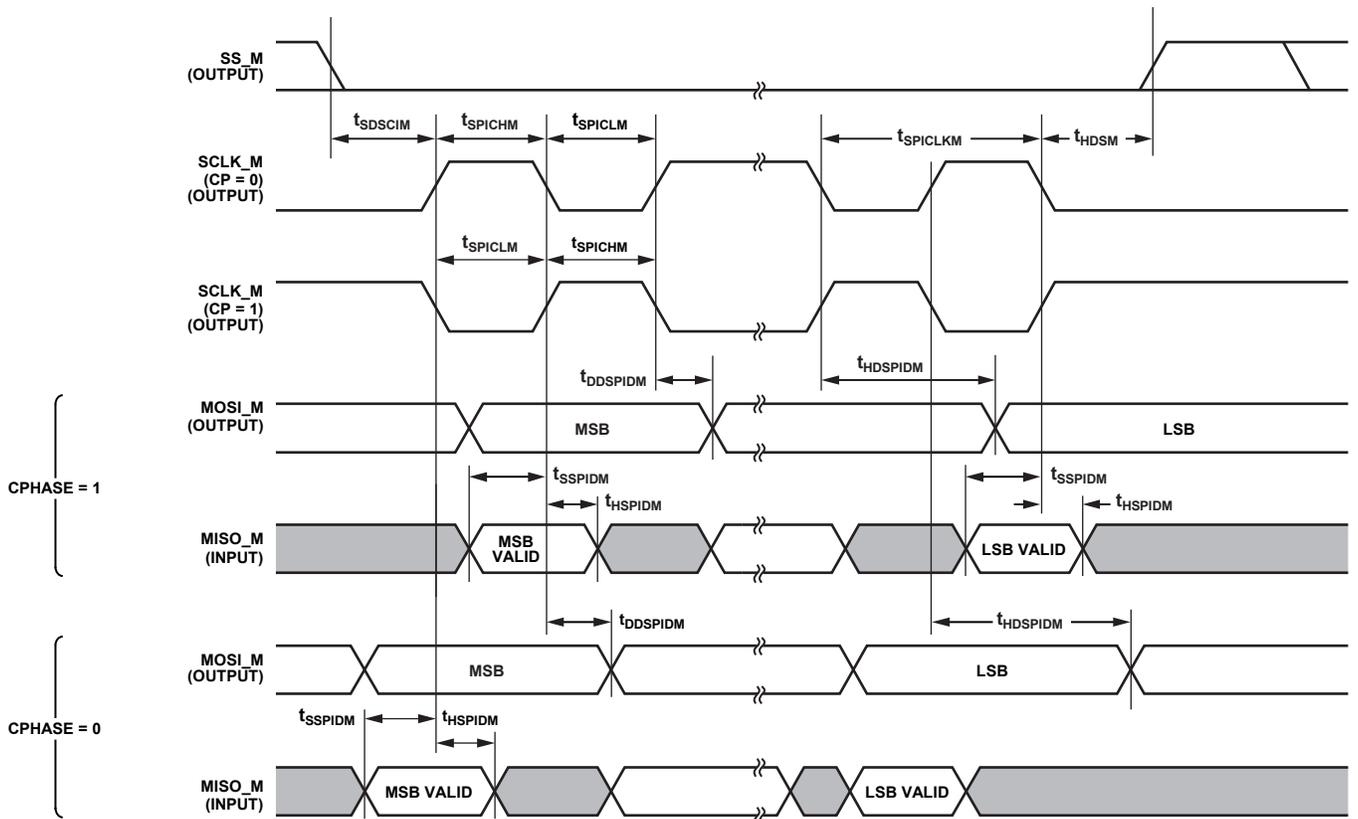 SS_M
(OUTPUT)
tSDSCIM
tSPICHM
tSPICLM
tSPICLKM
tHDSM
SCLK_M
(CP = 0)
(OUTPUT)
tSPICLM
tSPICHM
SCLK_M
(CP = 1)
(OUTPUT)
tDDSPIDM
tHDSPIDM
CPHASE = 1
MOSI_M
(OUTPUT)
MSB
LSB
tSSPIDM
tSSPIDM
tHSPIDM
tHSPIDM
MISO_M
(INPUT)
MSB
VALID
LSB VALID
tDDSPIDM
tHDSPIDM
CPHASE = 0
MOSI_M
(OUTPUT)
MSB
LSB
tSSPIDM
tHSPIDM
MISO_M
(INPUT)
MSB VALID
LSB VALID